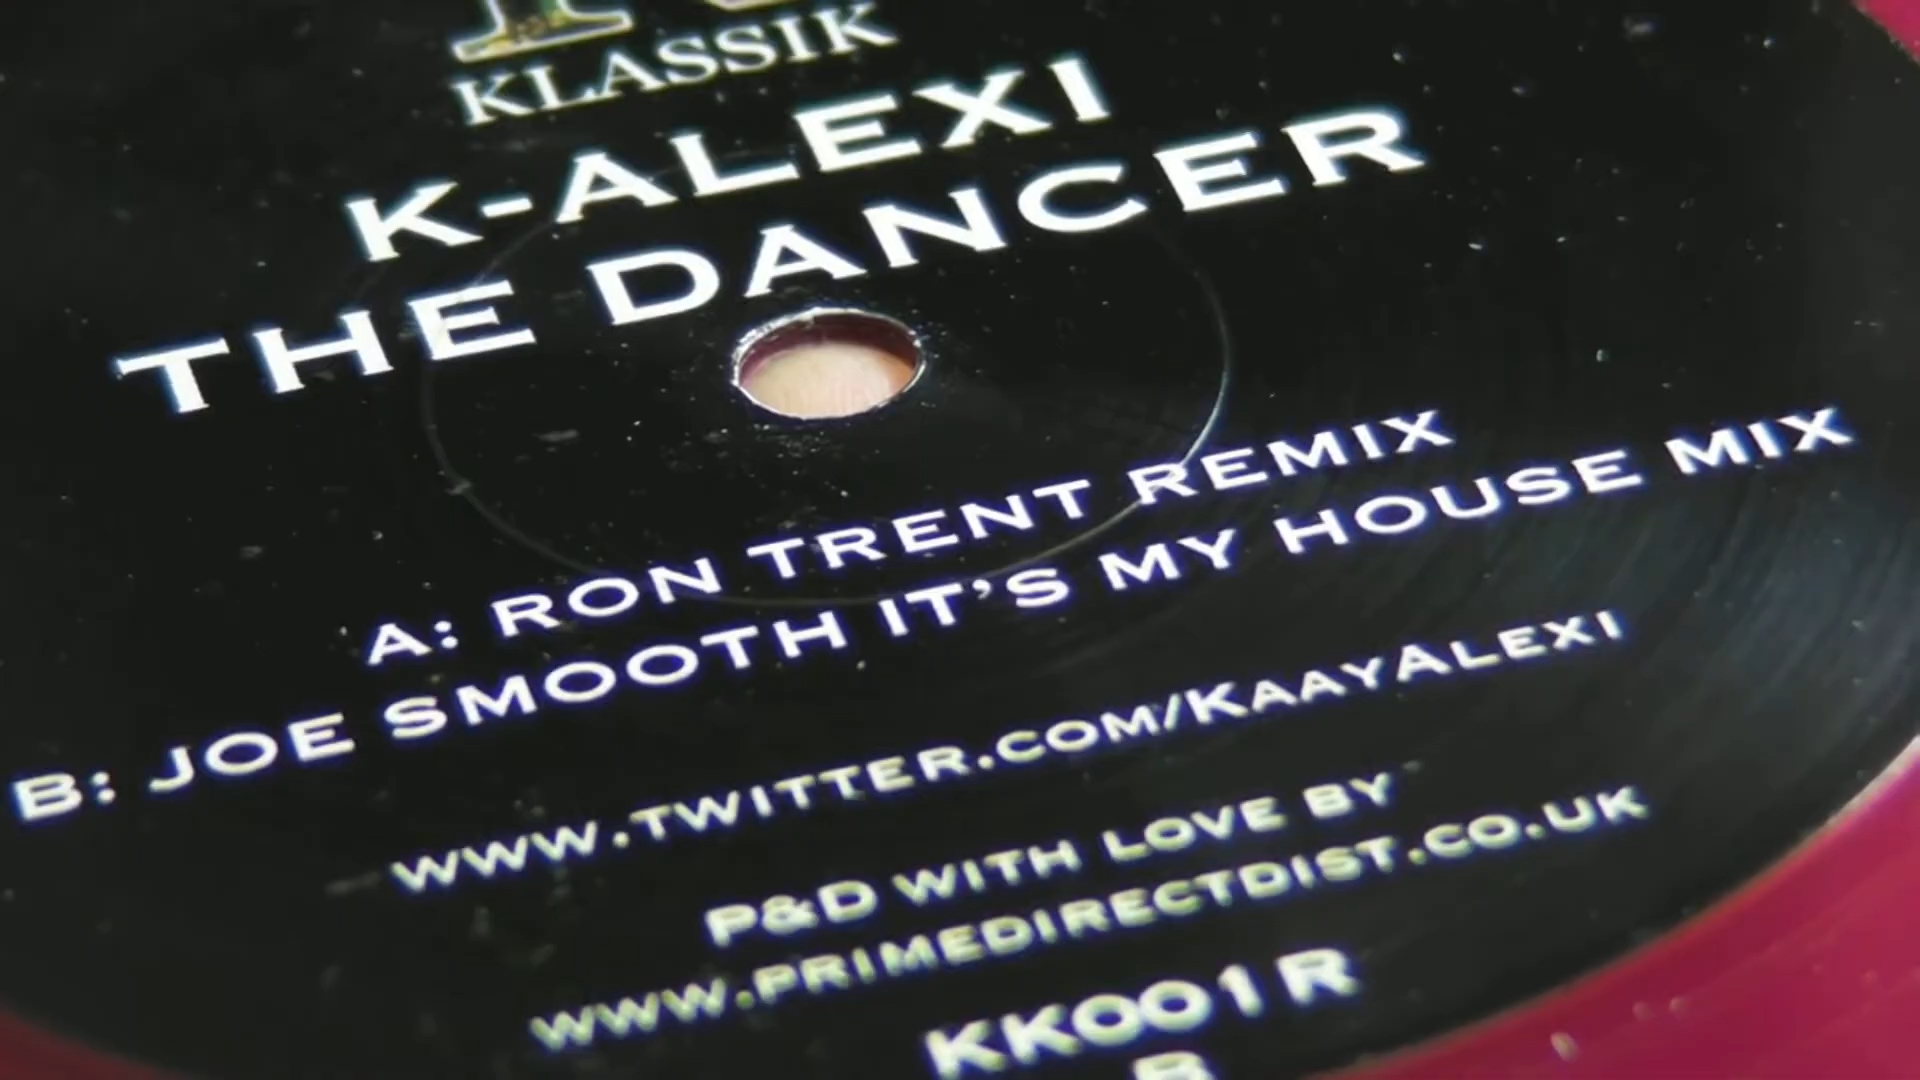 KLASSIK
K-ALEXI
THE DANCER
A: RON TRENT REMIX
B: JOE SMOOTH IT'S MY HOUSE MIX
WWW.TWITTER.COM/KAAYALEXI
P&D WITH LOVE BY
WWW.PRIMEDIRECTDIST.CO.UK
KK001R